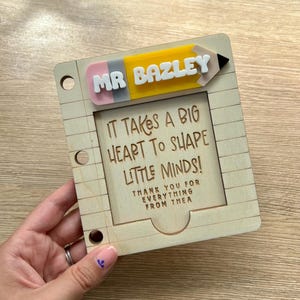 MR BAZLEY
IT TAKES A BIG
HEART TO SHAPE
LITTLE MINDS!
THANK YOU FOR
EVERYTHING
FROM THEA